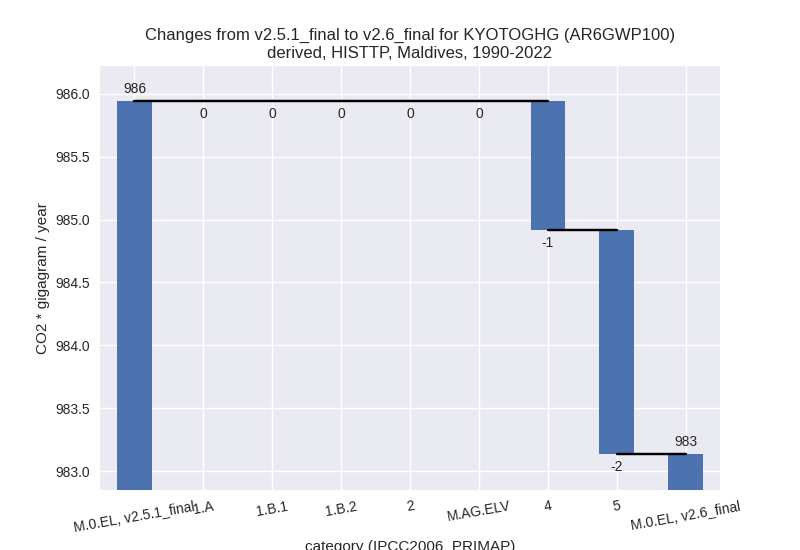 Changes from v2.5.1_final to v2.6_final for KYOTOGHG (AR6GWP100)
derived, HISTTP, Maldives, 1990-2022
986
986.0
0 0 0 0 0
985.5
985.0
-1
984.5
984.0
983.5
983
-2
983.0
CO2 * gigagram / year
M.0.EL, v2.5.1_final 1.A 1.B.1 1.B.2 2 M.AG.ELV 4 5 M.0.EL, v2.6_final
category (IPCC2006_PRIMAP)